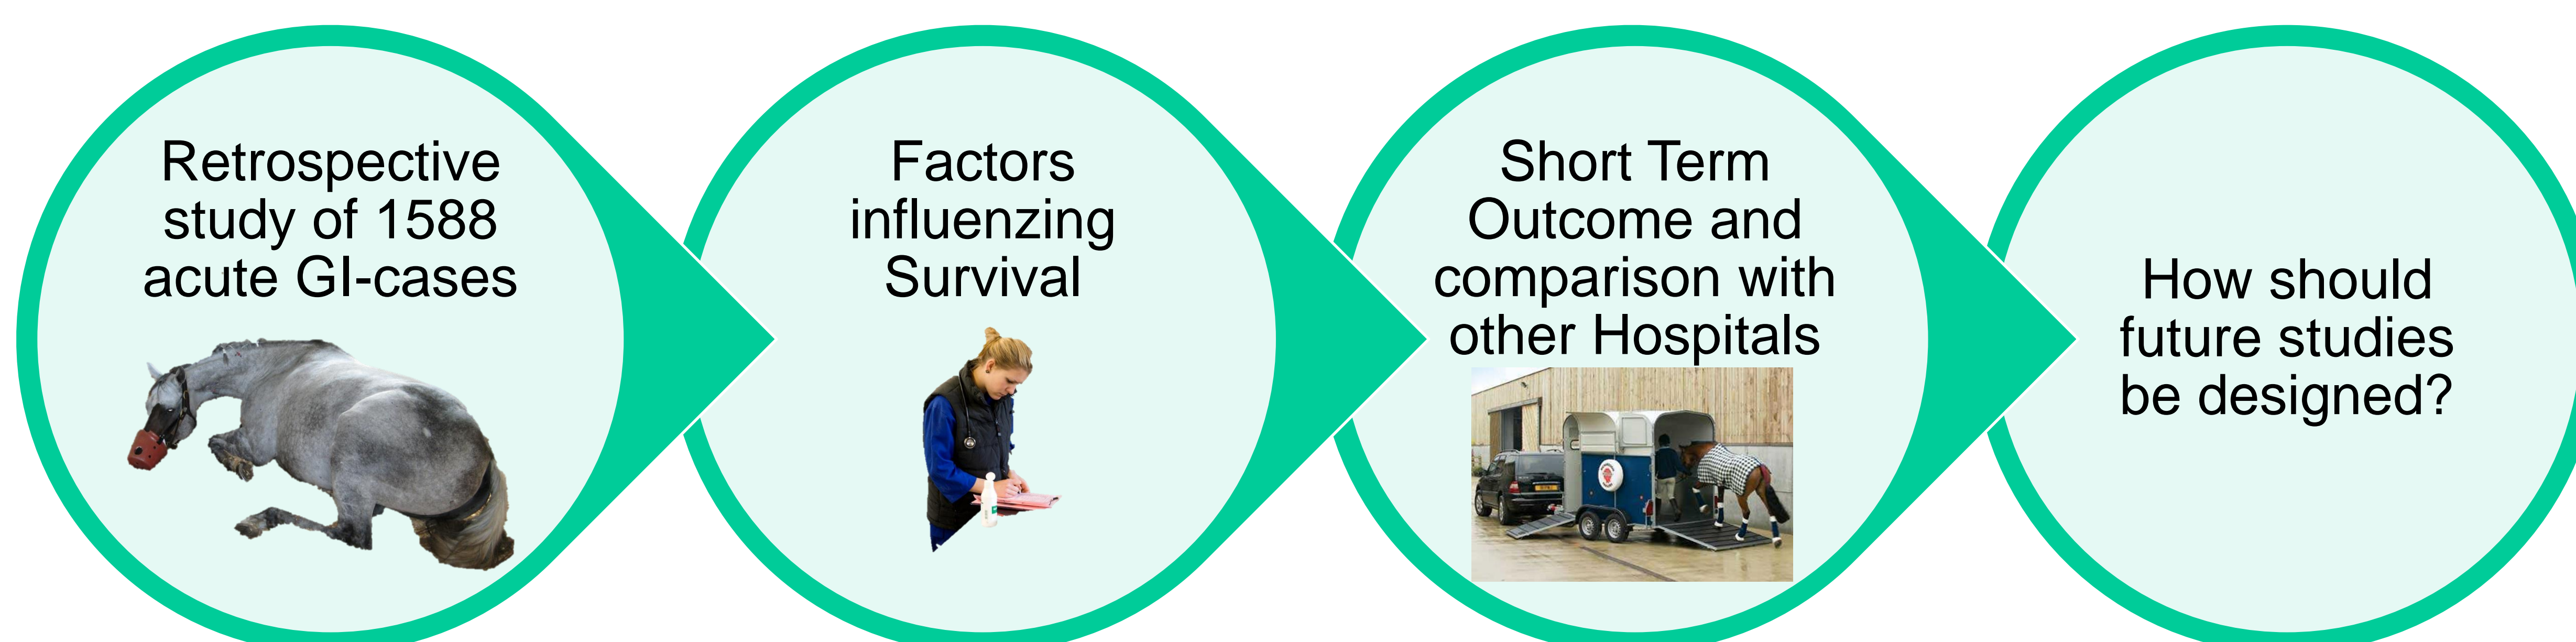 Retrospective
study of 1588
acute GI-cases
Factors
influenzing
Survival
Short Term
Outcome and
comparison with
other Hospitals
How should
future studies
be designed?